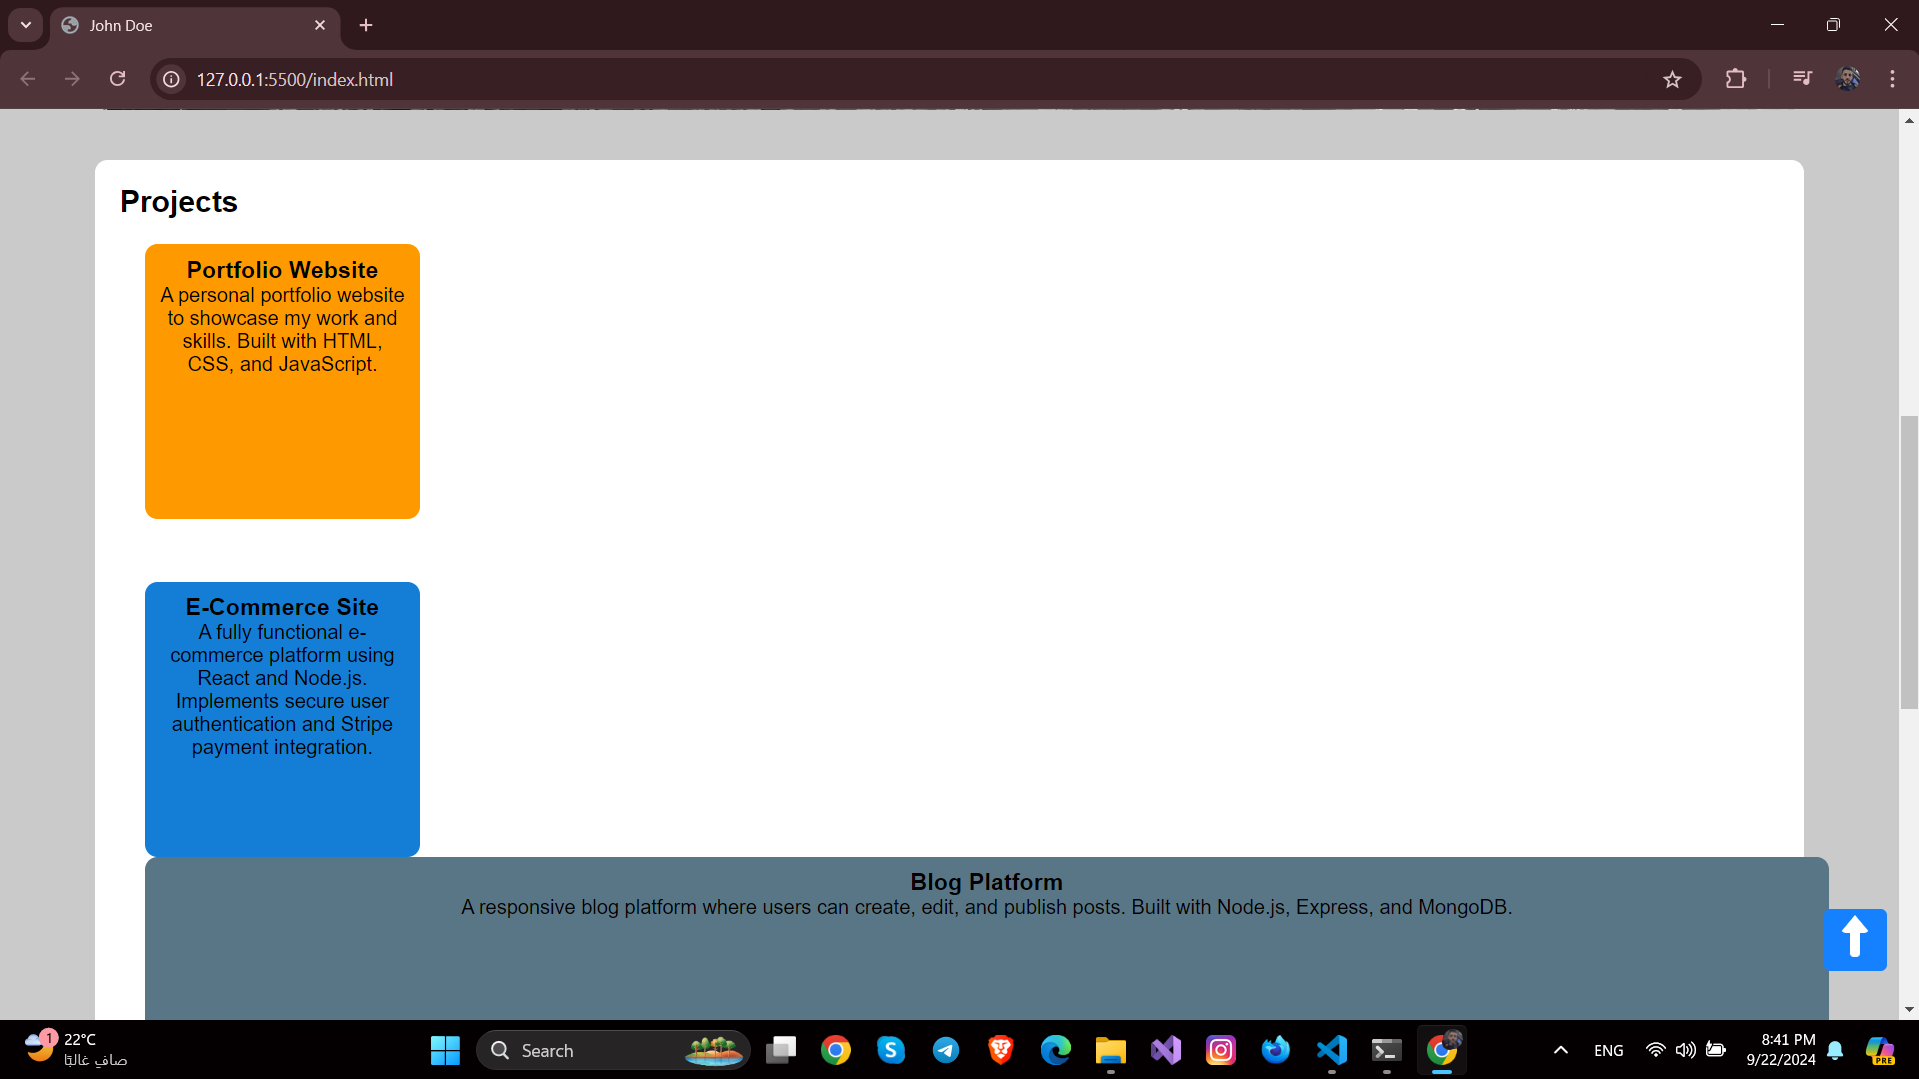 John Doe
127.0.0.1:5500/index.html
Projects
Portfolio Website
A personal portfolio website
to showcase my work and
skills. Built with HTML,
CSS, and JavaScript.
E-Commerce Site
A fully functional e-
commerce platform using
React and Node.js.
Implements secure user
authentication and Stripe
payment integration.
Blog Platform
A responsive blog platform where users can create, edit, and publish posts. Built with Node.js, Express, and MongoDB.
1
22°C
صافٍ غالبًا
Search
S
ENG
8:41 PM
9/22/2024
PRE